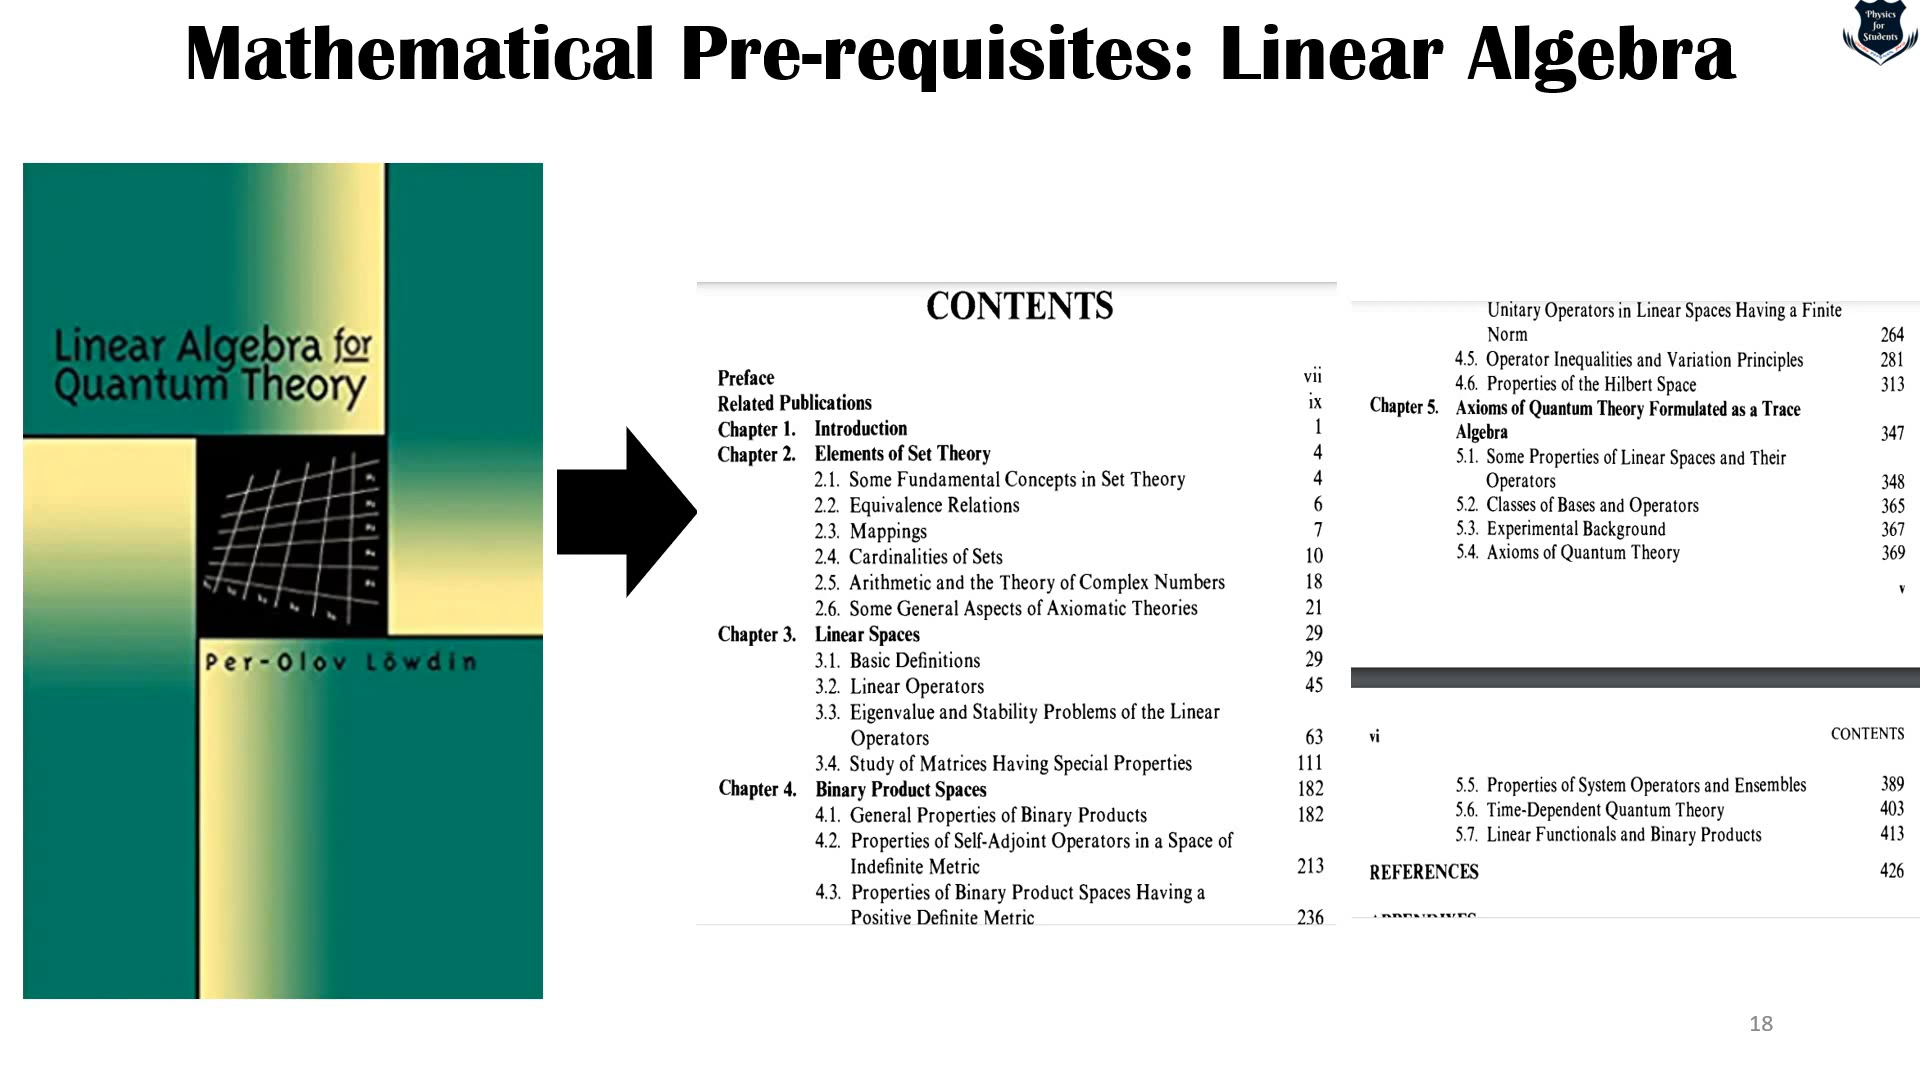 Mathematical Pre-requisites: Linear Algebra
Physics
for
Students
Linear Algebra for
Quantum Theory
Per-Olov Löwdin
CONTENTS
Preface vii
Related Publications ix
Chapter 1. Introduction 1
Chapter 2. Elements of Set Theory 4
2.1. Some Fundamental Concepts in Set Theory 4
2.2. Equivalence Relations 6
2.3. Mappings 7
2.4. Cardinalities of Sets 10
2.5. Arithmetic and the Theory of Complex Numbers 18
2.6. Some General Aspects of Axiomatic Theories 21
Chapter 3. Linear Spaces 29
3.1. Basic Definitions 29
3.2. Linear Operators 45
3.3. Eigenvalue and Stability Problems of the Linear
Operators 63
3.4. Study of Matrices Having Special Properties 111
Chapter 4. Binary Product Spaces 182
4.1. General Properties of Binary Products 182
4.2. Properties of Self-Adjoint Operators in a Space of
Indefinite Metric 213
4.3. Properties of Binary Product Spaces Having a
Positive Definite Metric 236
Unitary Operators in Linear Spaces Having a Finite
Norm 264
4.5. Operator Inequalities and Variation Principles 281
4.6. Properties of the Hilbert Space 313
Chapter 5. Axioms of Quantum Theory Formulated as a Trace
Algebra 347
5.1. Some Properties of Linear Spaces and Their
Operators 348
5.2. Classes of Bases and Operators 365
5.3. Experimental Background 367
5.4. Axioms of Quantum Theory 369
v
vi CONTENTS
5.5. Properties of System Operators and Ensembles 389
5.6. Time-Dependent Quantum Theory 403
5.7. Linear Functionals and Binary Products 413
REFERENCES 426
18